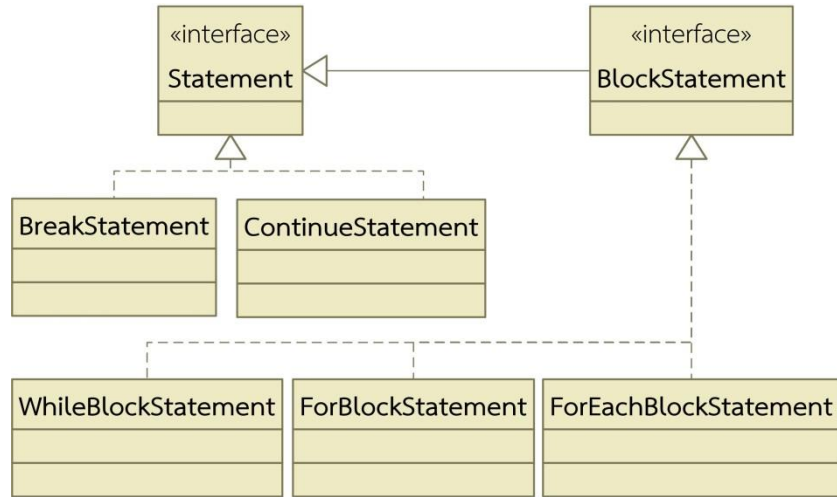 «interface»
Statement
«interface»
BlockStatement
BreakStatement
ContinueStatement
WhileBlockStatement
ForBlockStatement
ForEachBlockStatement